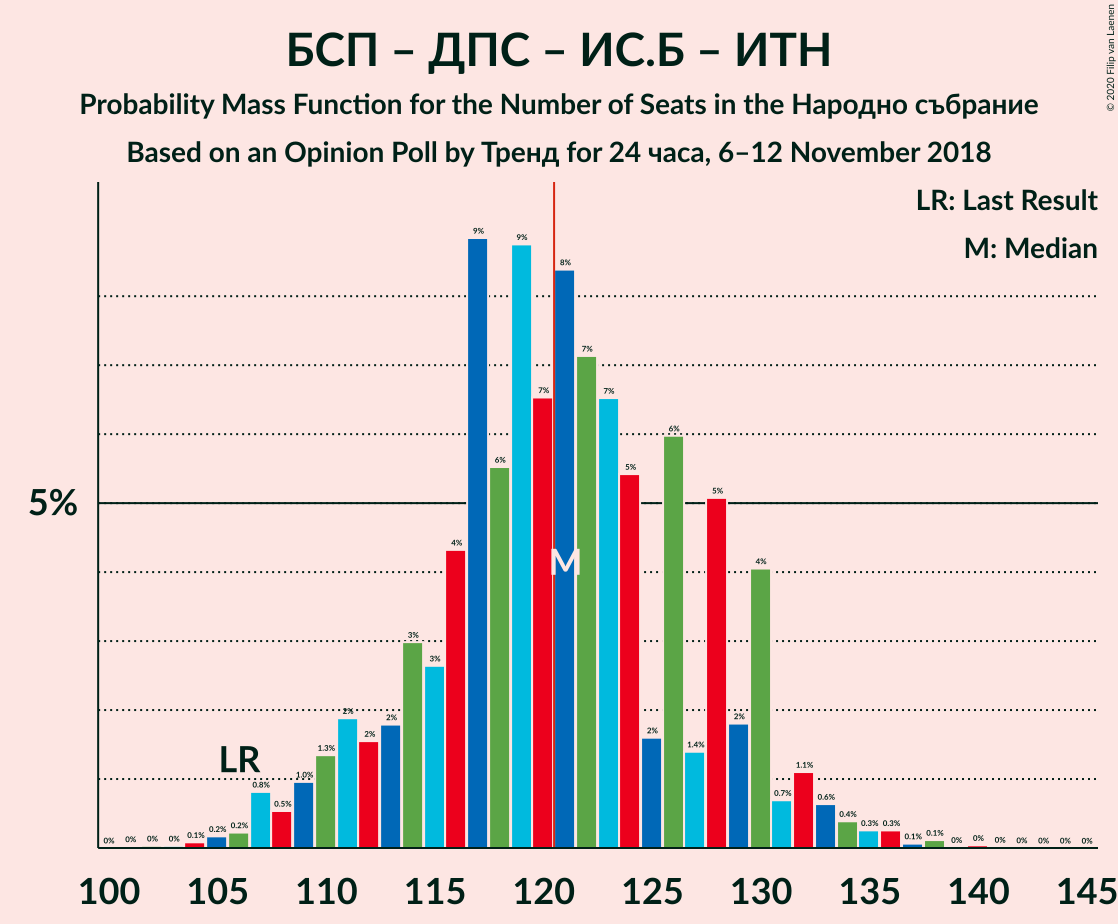 БСП – ДПС – ИС.Б – ИТН
Probability Mass Function for the Number of Seats in the Народно събрание
Based on an Opinion Poll by Тренд for 24 часа, 6–12 November 2018
© 2020 Filip van Laenen
LR: Last Result
M: Median
5%
LR
M
0% 0% 0% 0% 0.1% 0.2% 0.2% 0.8% 0.5% 1.0% 1.3% 2% 2% 2% 3% 3% 4% 9% 6% 9% 7% 8% 7% 7% 5% 2% 6% 1.4% 5% 2% 4% 0.7% 1.1% 0.6% 0.4% 0.3% 0.3% 0.1% 0.1% 0% 0% 0% 0% 0% 0% 0%
100 105 110 115 120 125 130 135 140 145